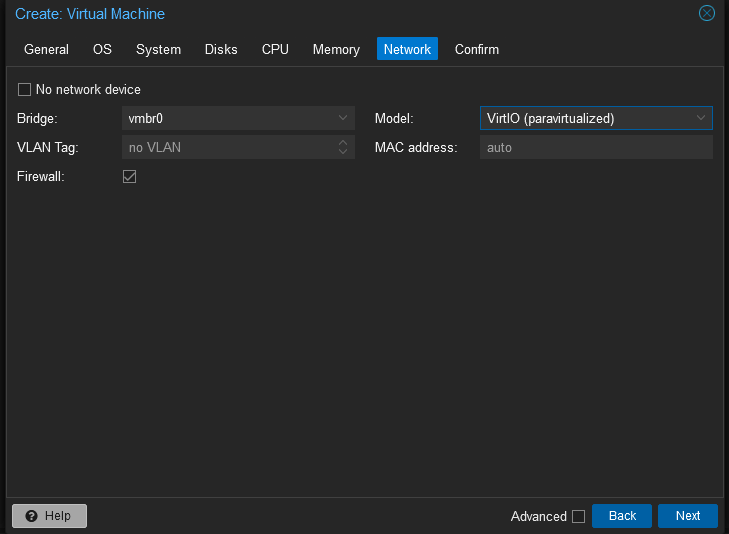 Create: Virtual Machine
General OS System Disks CPU Memory Network Confirm
No network device
Bridge: vmbr0 Model: VirtIO (paravirtualized)
VLAN Tag: no VLAN MAC address: auto
Firewall:
Help Advanced Back Next